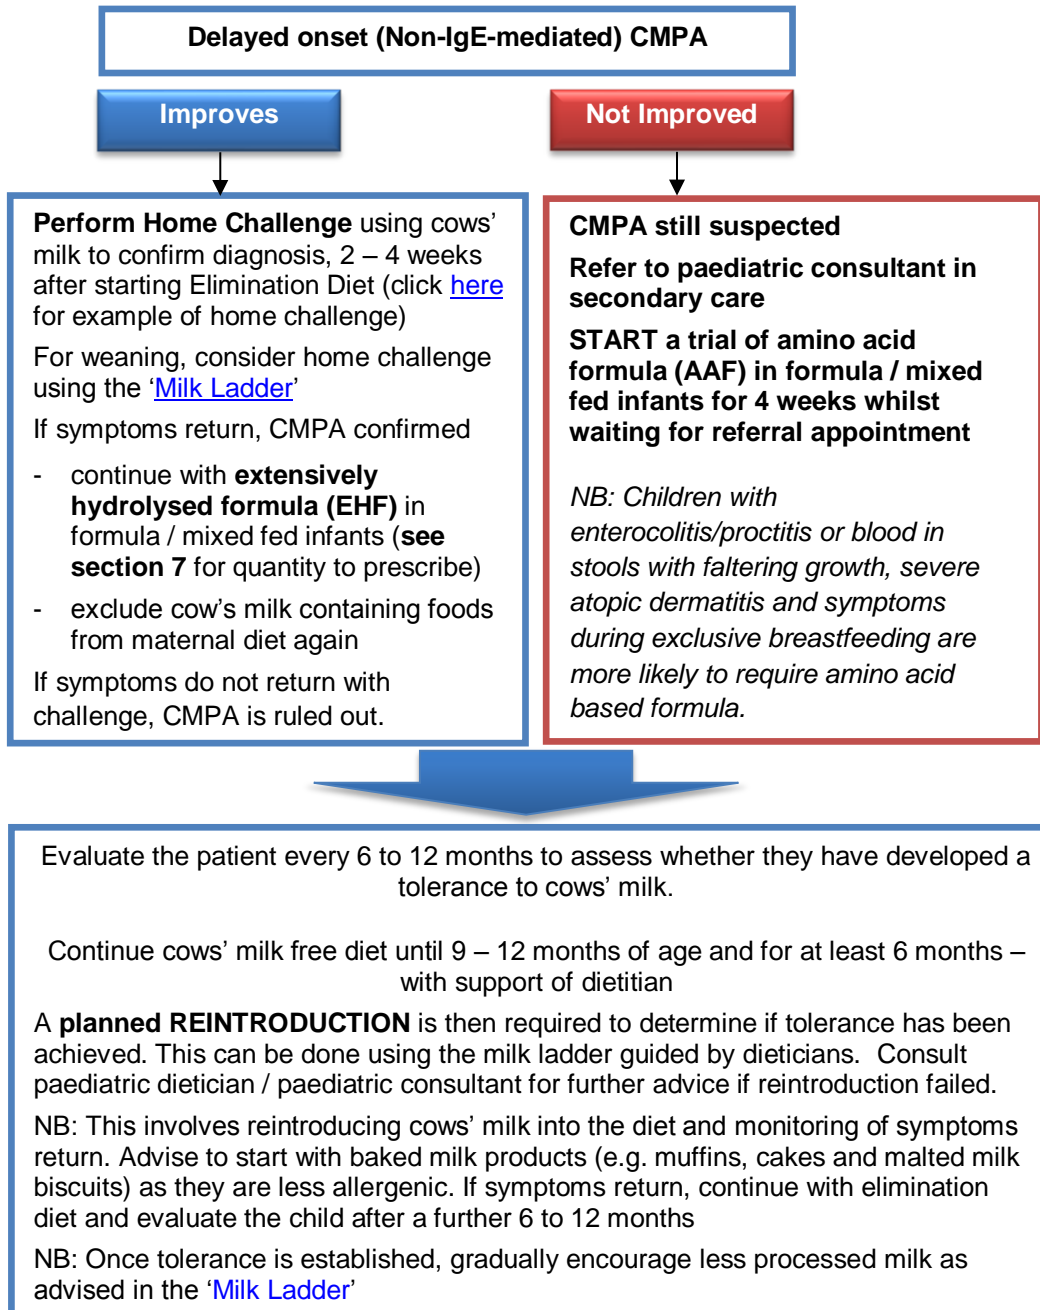 Delayed onset (Non-IgE-mediated) CMPA
Improves
Not Improved
Perform Home Challenge using cows’
milk to confirm diagnosis, 2 – 4 weeks
after starting Elimination Diet (click here
for example of home challenge)
For weaning, consider home challenge
using the ‘Milk Ladder’
If symptoms return, CMPA confirmed
- continue with extensively
hydrolysed formula (EHF) in
formula / mixed fed infants (see
section 7 for quantity to prescribe)
- exclude cow’s milk containing foods
from maternal diet again
If symptoms do not return with
challenge, CMPA is ruled out.
CMPA still suspected
Refer to paediatric consultant in
secondary care
START a trial of amino acid
formula (AAF) in formula / mixed
fed infants for 4 weeks whilst
waiting for referral appointment
NB: Children with
enterocolitis/proctitis or blood in
stools with faltering growth, severe
atopic dermatitis and symptoms
during exclusive breastfeeding are
more likely to require amino acid
based formula.
Evaluate the patient every 6 to 12 months to assess whether they have developed a
tolerance to cows’ milk.
Continue cows’ milk free diet until 9 – 12 months of age and for at least 6 months –
with support of dietitian
A planned REINTRODUCTION is then required to determine if tolerance has been
achieved. This can be done using the milk ladder guided by dieticians.  Consult
paediatric dietician / paediatric consultant for further advice if reintroduction failed.
NB: This involves reintroducing cows’ milk into the diet and monitoring of symptoms
return. Advise to start with baked milk products (e.g. muffins, cakes and malted milk
biscuits) as they are less allergenic. If symptoms return, continue with elimination
diet and evaluate the child after a further 6 to 12 months
NB: Once tolerance is established, gradually encourage less processed milk as
advised in the ‘Milk Ladder’